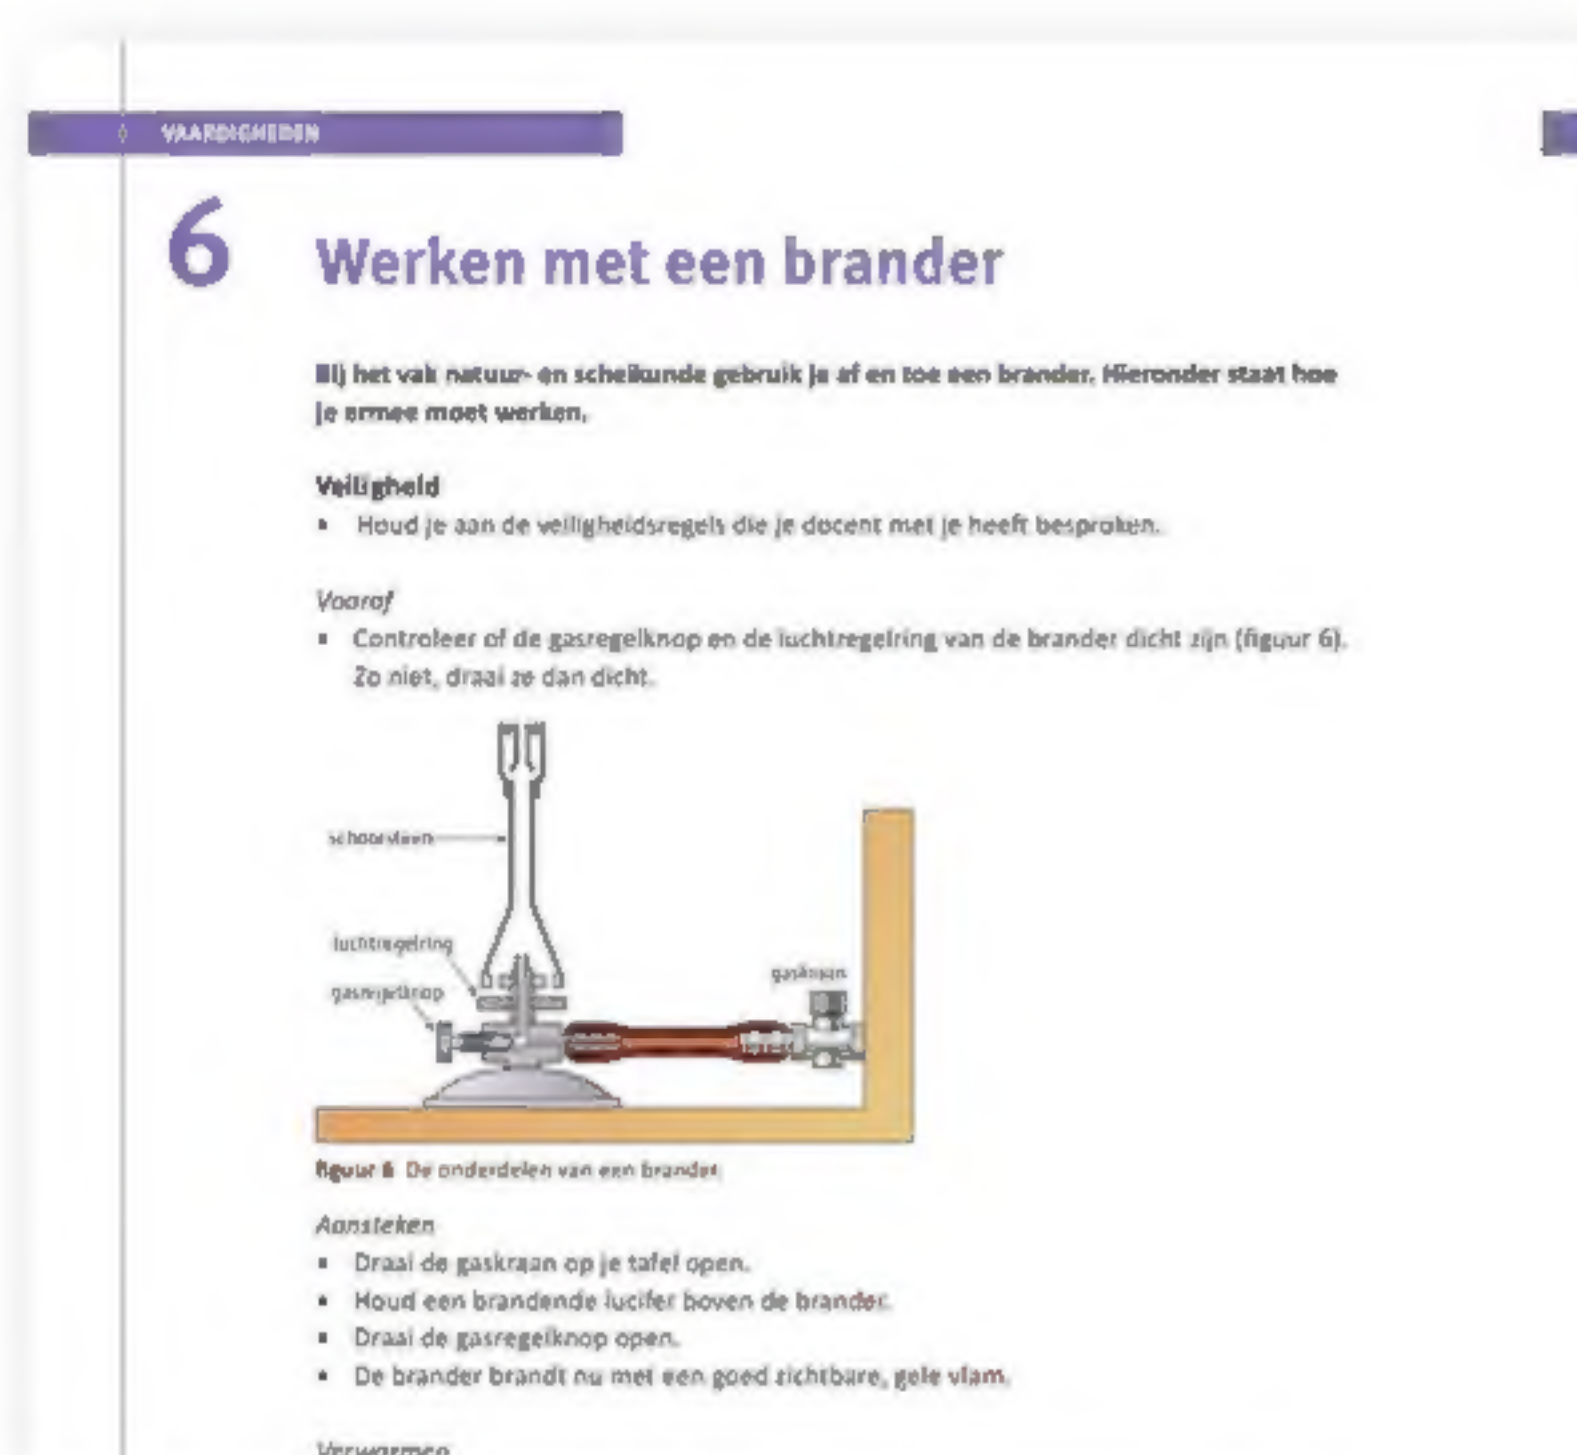 VAARDIGHEDEN
6 Werken met een brander
Bij het vak natuur- en scheikunde gebruik je af en toe een brander. Hieronder staat hoe
je ermee moet werken.
Veiligheid
▪ Houd je aan de veiligheidsregels die je docent met je heeft besproken.
Vooraf
▪ Controleer of de gasregelknop en de luchtregelring van de brander dicht zijn (figuur 6).
Zo niet, draai ze dan dicht.
schoorsteen
luchtregelring
gaskraan
gasregelknop
figuur 6 De onderdelen van een brander
Aansteken
▪ Draai de gaskraan op je tafel open.
▪ Houd een brandende lucifer boven de brander.
▪ Draai de gasregelknop open.
▪ De brander brandt nu met een goed zichtbare, gele vlam.
Verwarmen